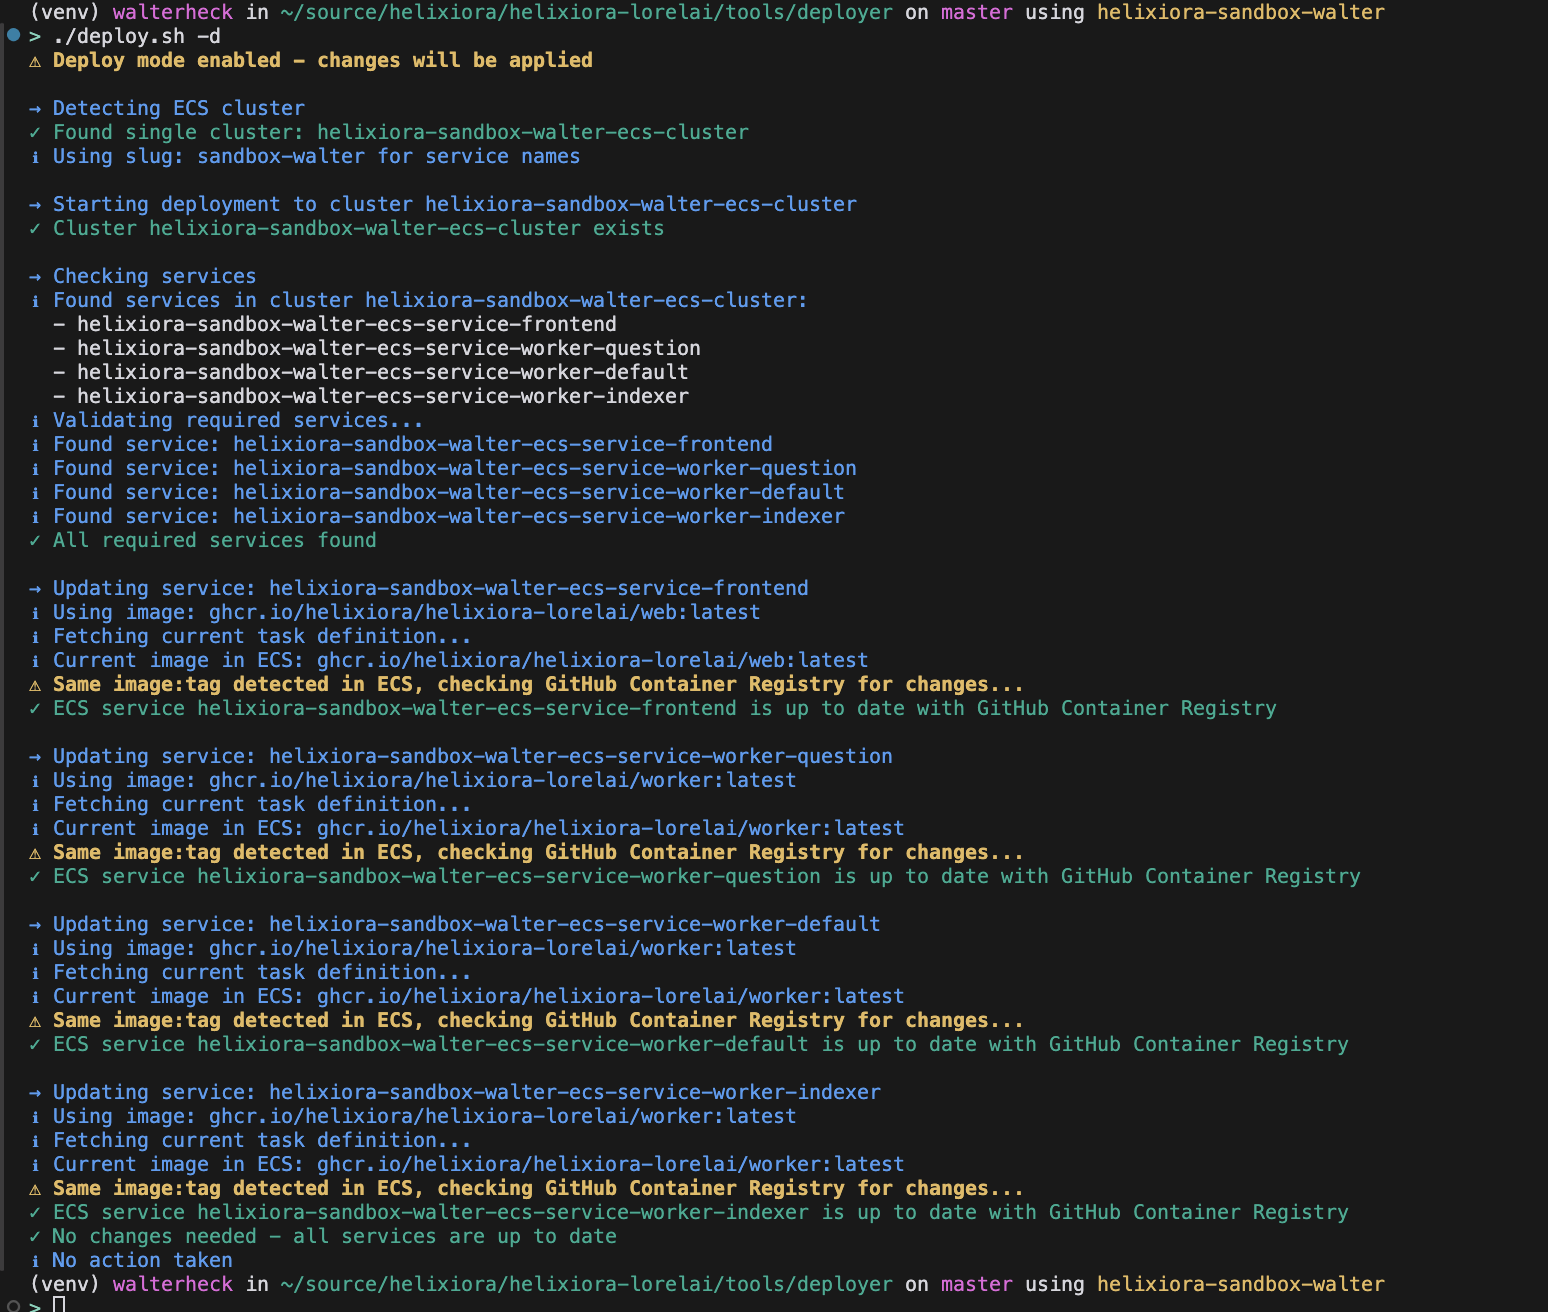 (venv) walterheck in ~/source/helixiora/helixiora-lorelai/tools/deployer on master using helixiora-sandbox-walter
> ./deploy.sh -d
⚠ Deploy mode enabled – changes will be applied
→ Detecting ECS cluster
✓ Found single cluster: helixiora-sandbox-walter-ecs-cluster
ℹ Using slug: sandbox-walter for service names
→ Starting deployment to cluster helixiora-sandbox-walter-ecs-cluster
✓ Cluster helixiora-sandbox-walter-ecs-cluster exists
→ Checking services
ℹ Found services in cluster helixiora-sandbox-walter-ecs-cluster:
- helixiora-sandbox-walter-ecs-service-frontend
- helixiora-sandbox-walter-ecs-service-worker-question
- helixiora-sandbox-walter-ecs-service-worker-default
- helixiora-sandbox-walter-ecs-service-worker-indexer
ℹ Validating required services...
ℹ Found service: helixiora-sandbox-walter-ecs-service-frontend
ℹ Found service: helixiora-sandbox-walter-ecs-service-worker-question
ℹ Found service: helixiora-sandbox-walter-ecs-service-worker-default
ℹ Found service: helixiora-sandbox-walter-ecs-service-worker-indexer
✓ All required services found
→ Updating service: helixiora-sandbox-walter-ecs-service-frontend
ℹ Using image: ghcr.io/helixiora/helixiora-lorelai/web:latest
ℹ Fetching current task definition...
ℹ Current image in ECS: ghcr.io/helixiora/helixiora-lorelai/web:latest
⚠ Same image:tag detected in ECS, checking GitHub Container Registry for changes...
✓ ECS service helixiora-sandbox-walter-ecs-service-frontend is up to date with GitHub Container Registry
→ Updating service: helixiora-sandbox-walter-ecs-service-worker-question
ℹ Using image: ghcr.io/helixiora/helixiora-lorelai/worker:latest
ℹ Fetching current task definition...
ℹ Current image in ECS: ghcr.io/helixiora/helixiora-lorelai/worker:latest
⚠ Same image:tag detected in ECS, checking GitHub Container Registry for changes...
✓ ECS service helixiora-sandbox-walter-ecs-service-worker-question is up to date with GitHub Container Registry
→ Updating service: helixiora-sandbox-walter-ecs-service-worker-default
ℹ Using image: ghcr.io/helixiora/helixiora-lorelai/worker:latest
ℹ Fetching current task definition...
ℹ Current image in ECS: ghcr.io/helixiora/helixiora-lorelai/worker:latest
⚠ Same image:tag detected in ECS, checking GitHub Container Registry for changes...
✓ ECS service helixiora-sandbox-walter-ecs-service-worker-default is up to date with GitHub Container Registry
→ Updating service: helixiora-sandbox-walter-ecs-service-worker-indexer
ℹ Using image: ghcr.io/helixiora/helixiora-lorelai/worker:latest
ℹ Fetching current task definition...
ℹ Current image in ECS: ghcr.io/helixiora/helixiora-lorelai/worker:latest
⚠ Same image:tag detected in ECS, checking GitHub Container Registry for changes...
✓ ECS service helixiora-sandbox-walter-ecs-service-worker-indexer is up to date with GitHub Container Registry
✓ No changes needed – all services are up to date
ℹ No action taken
(venv) walterheck in ~/source/helixiora/helixiora-lorelai/tools/deployer on master using helixiora-sandbox-walter
>